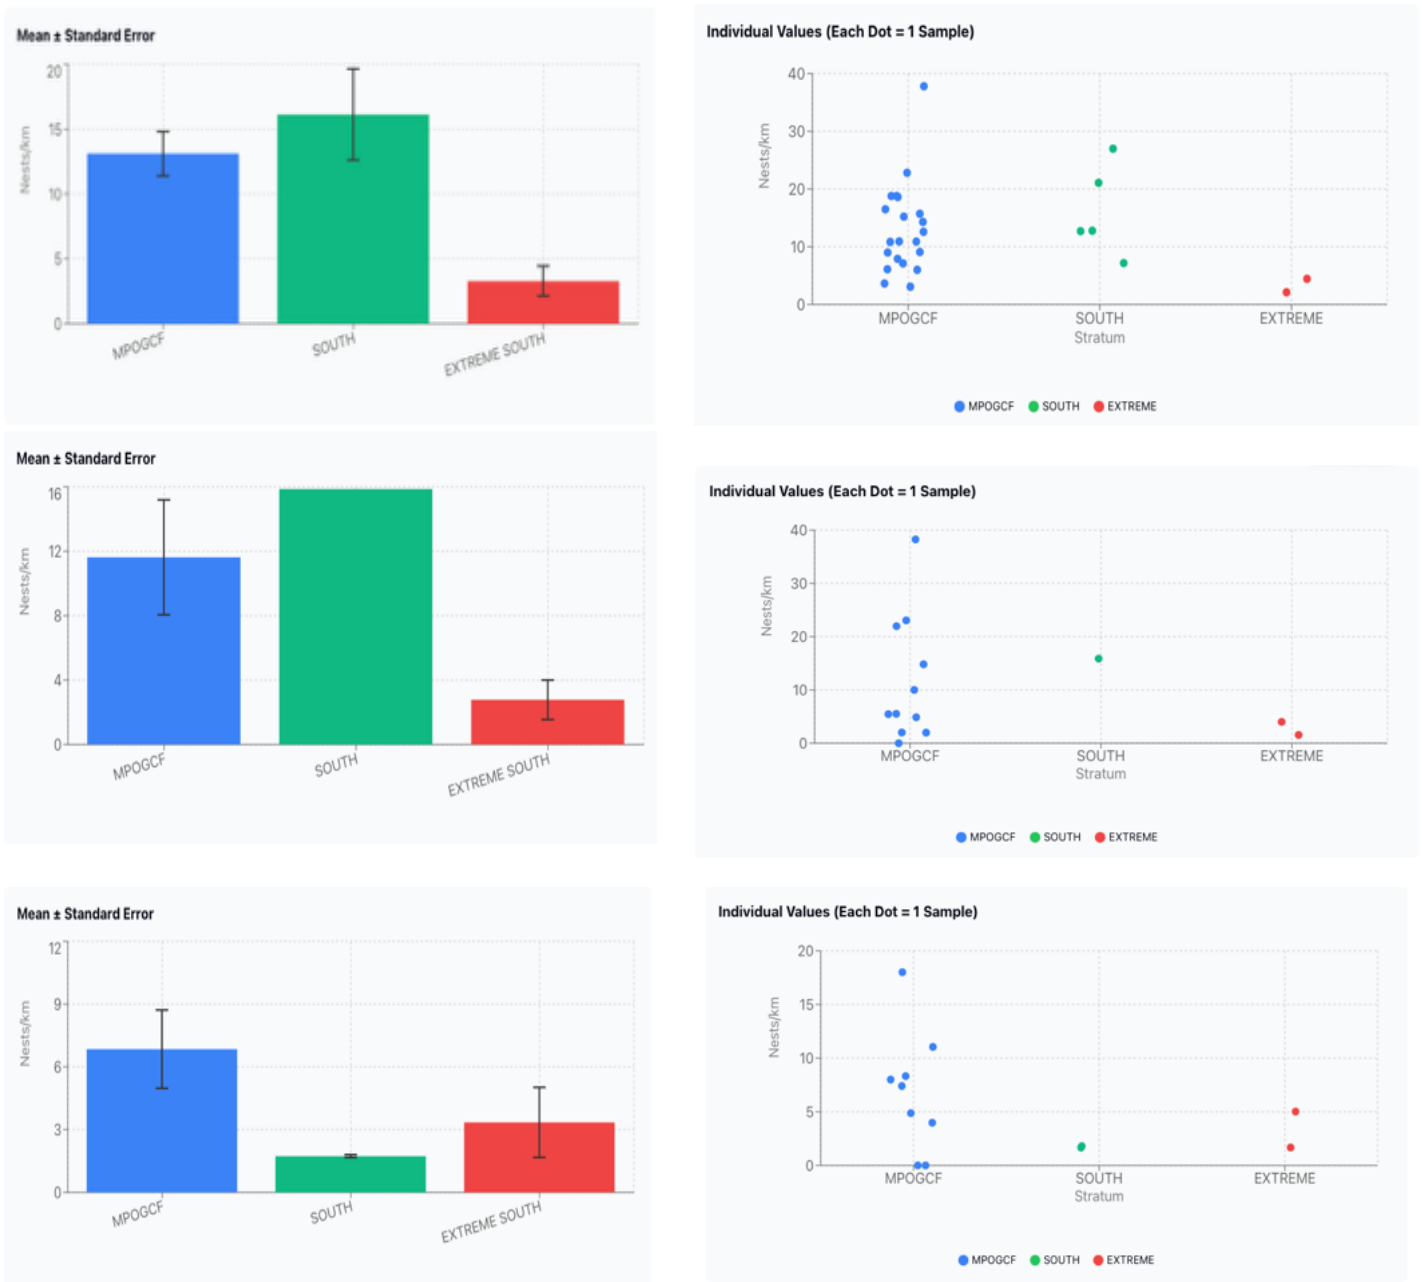 Mean ± Standard Error
20
15
10
5
0
Nests/km
MPOGCF
SOUTH
EXTREME SOUTH
Individual Values (Each Dot = 1 Sample)
40
30
20
10
0
Nests/km
MPOGCF
SOUTH
EXTREME
Stratum
MPOGCF SOUTH EXTREME
Mean ± Standard Error
16
12
8
4
0
Nests/km
MPOGCF
SOUTH
EXTREME SOUTH
Individual Values (Each Dot = 1 Sample)
40
30
20
10
0
Nests/km
MPOGCF
SOUTH
EXTREME
Stratum
MPOGCF SOUTH EXTREME
Mean ± Standard Error
12
9
6
3
0
Nests/km
MPOGCF
SOUTH
EXTREME SOUTH
Individual Values (Each Dot = 1 Sample)
20
15
10
5
0
Nests/km
MPOGCF
SOUTH
EXTREME
Stratum
MPOGCF SOUTH EXTREME